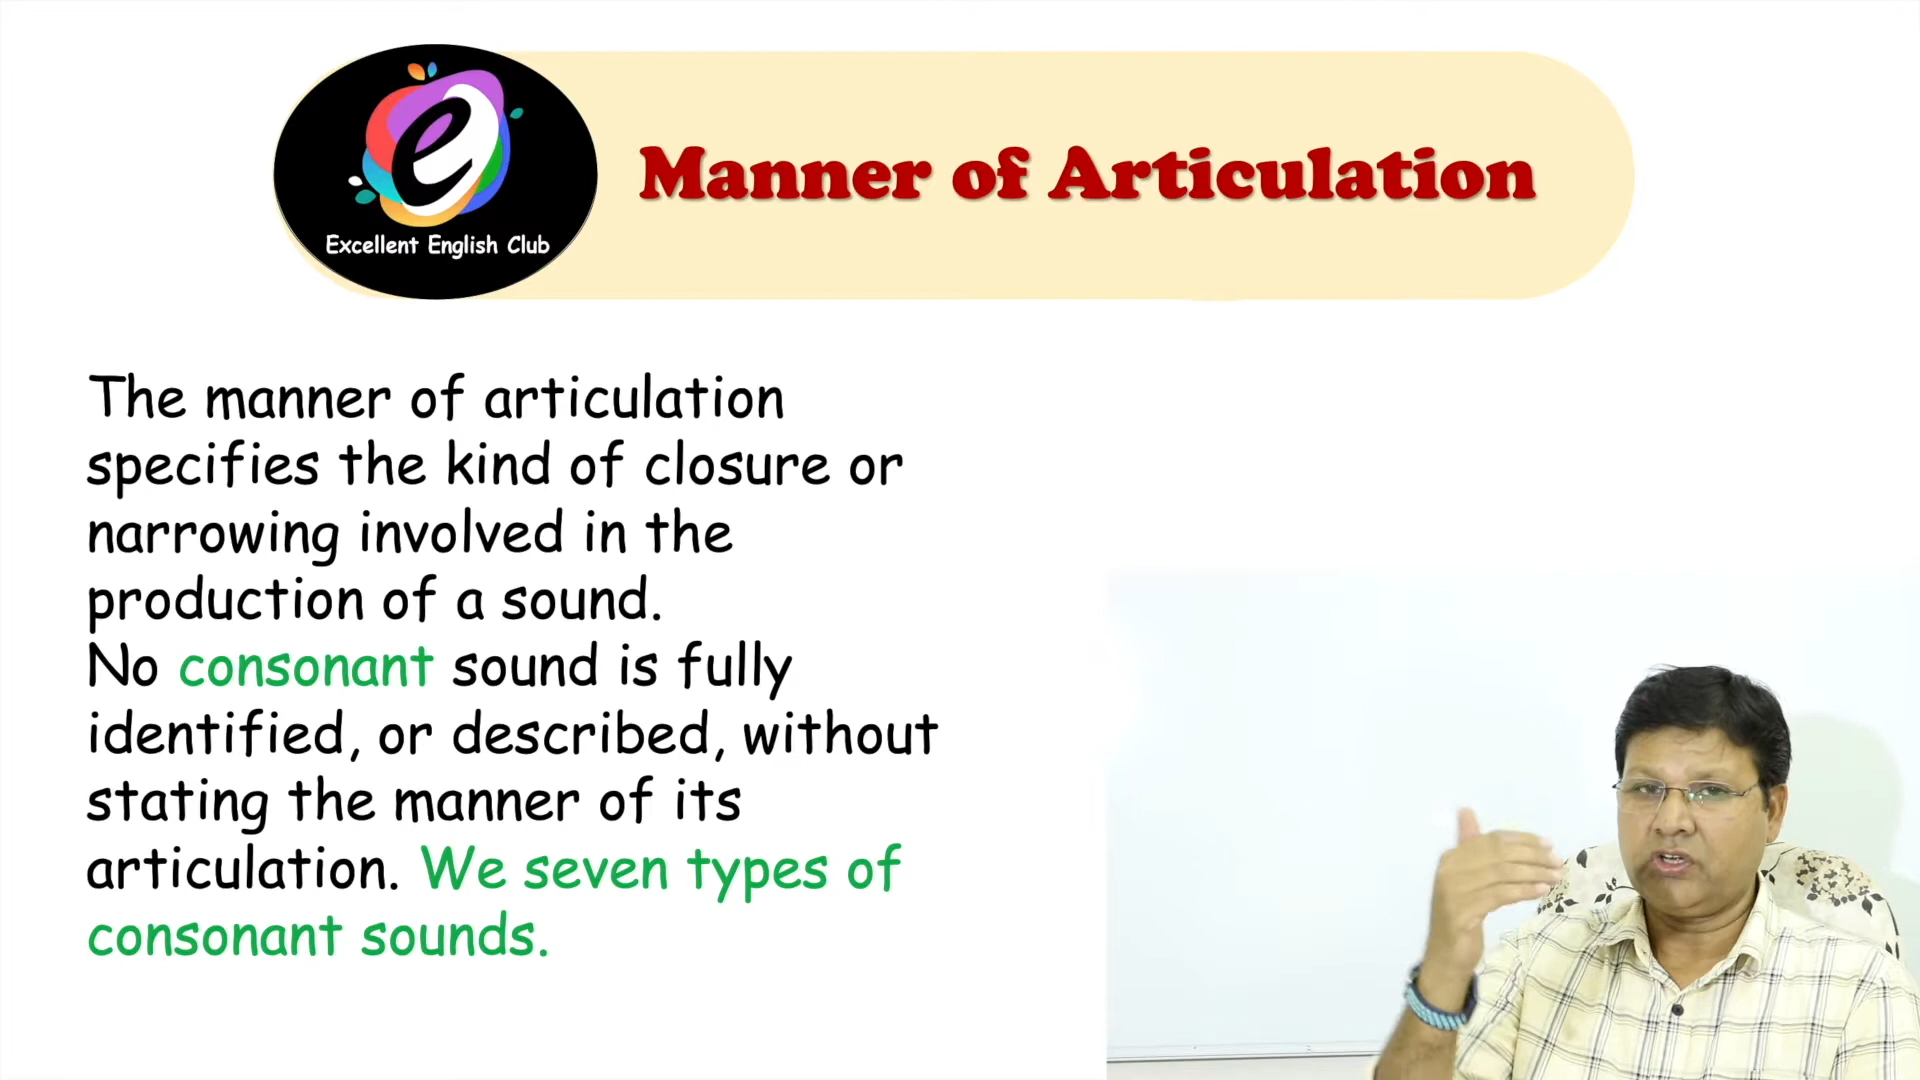 Excellent English Club
Manner of Articulation
The manner of articulation
specifies the kind of closure or
narrowing involved in the
production of a sound.
No consonant sound is fully
identified, or described, without
stating the manner of its
articulation. We seven types of
consonant sounds.